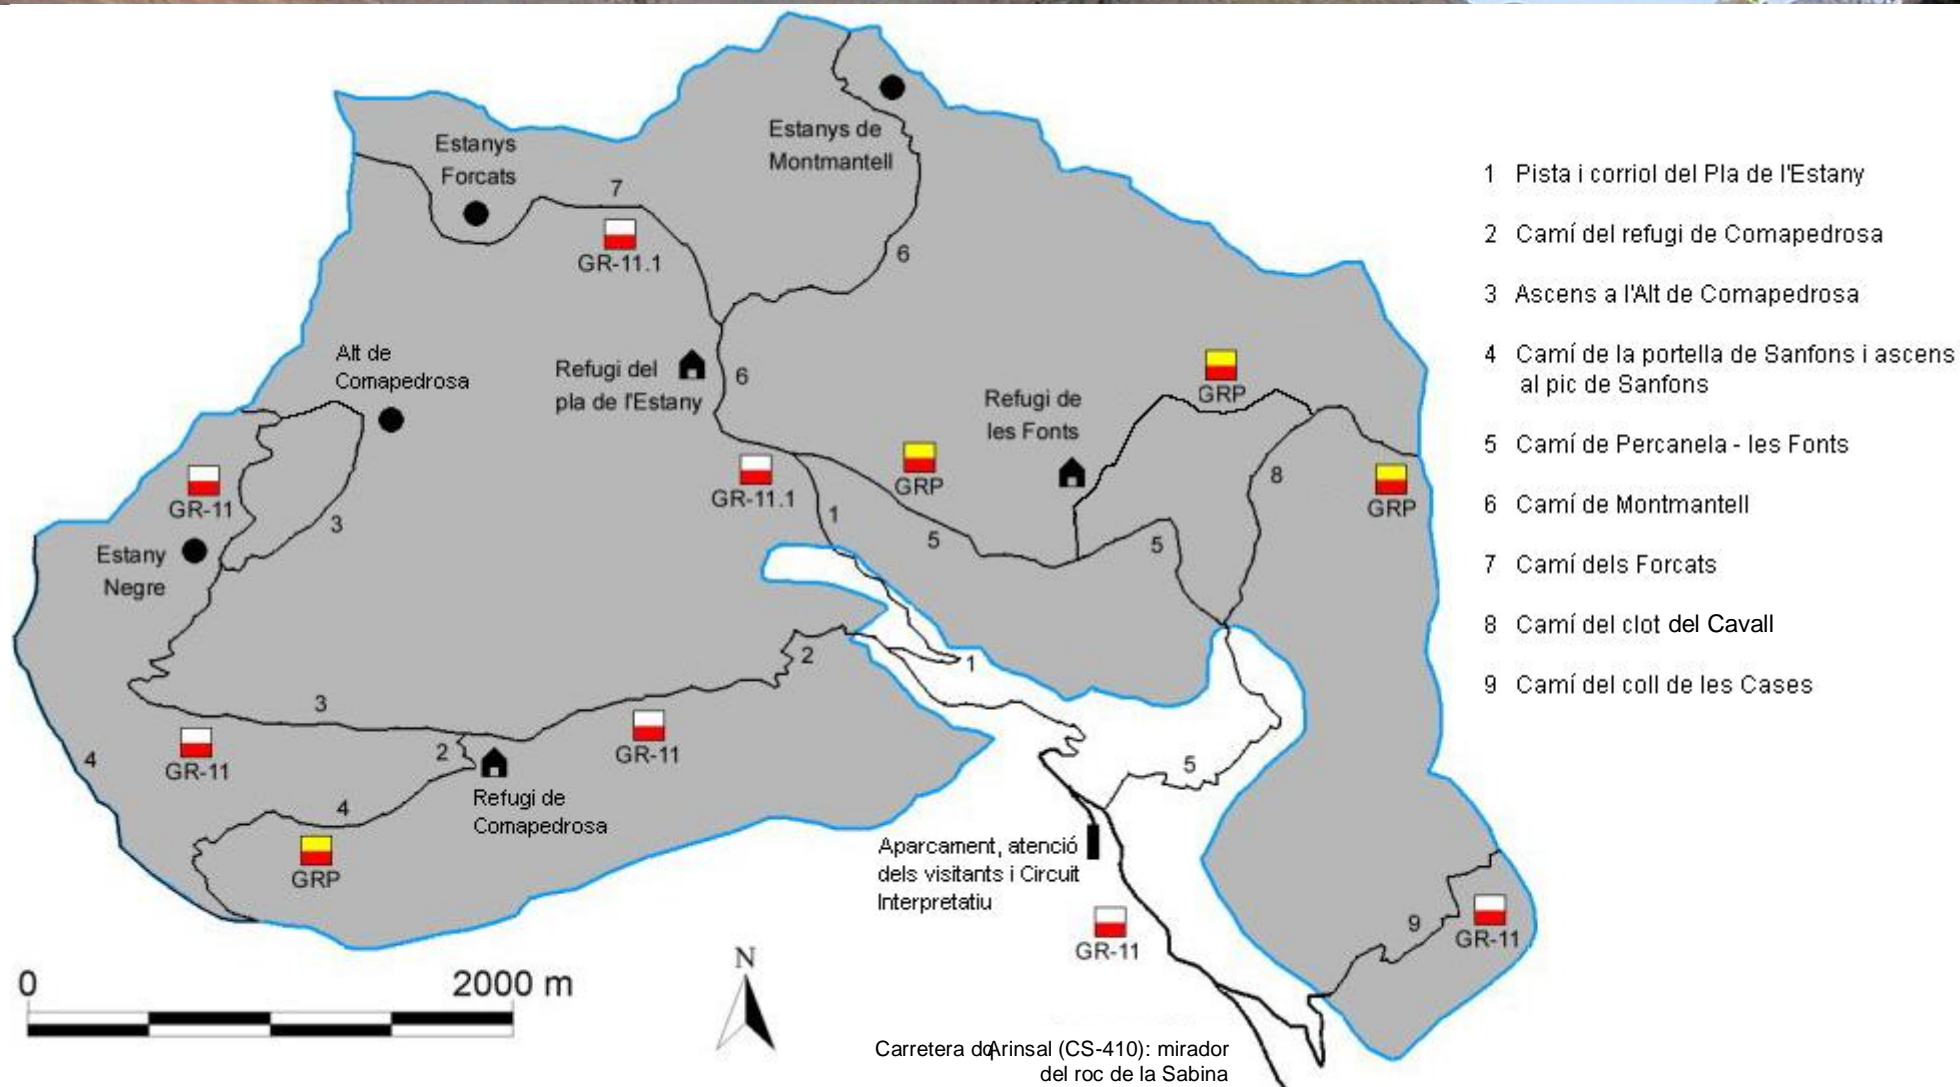 Estanys de
Montmantell
Estanys
Forcats
7
GR-11.1
6
Alt de
Comapedrosa
Refugi del
pla de l'Estany
6
Refugi de
les Fonts
GRP
GRP
8
GRP
GR-11
3
GR-11.1
1
5
5
Estany
Negre
2
1
3
GR-11
2
GR-11
4
Refugi de
Comapedrosa
4
GRP
5
Aparcament, atenció
dels visitants i Circuit
Interpretatiu
GR-11
9
GR-11
0 2000 m
N
Carretera d'Arinsal (CS-410): mirador
del roc de la Sabina
1 Pista i corriol del Pla de l'Estany
2 Camí del refugi de Comapedrosa
3 Ascens a l'Alt de Comapedrosa
4 Camí de la portella de Sanfons i ascens
al pic de Sanfons
5 Camí de Percanela - les Fonts
6 Camí de Montmantell
7 Camí dels Forcats
8 Camí del clot del Cavall
9 Camí del coll de les Cases